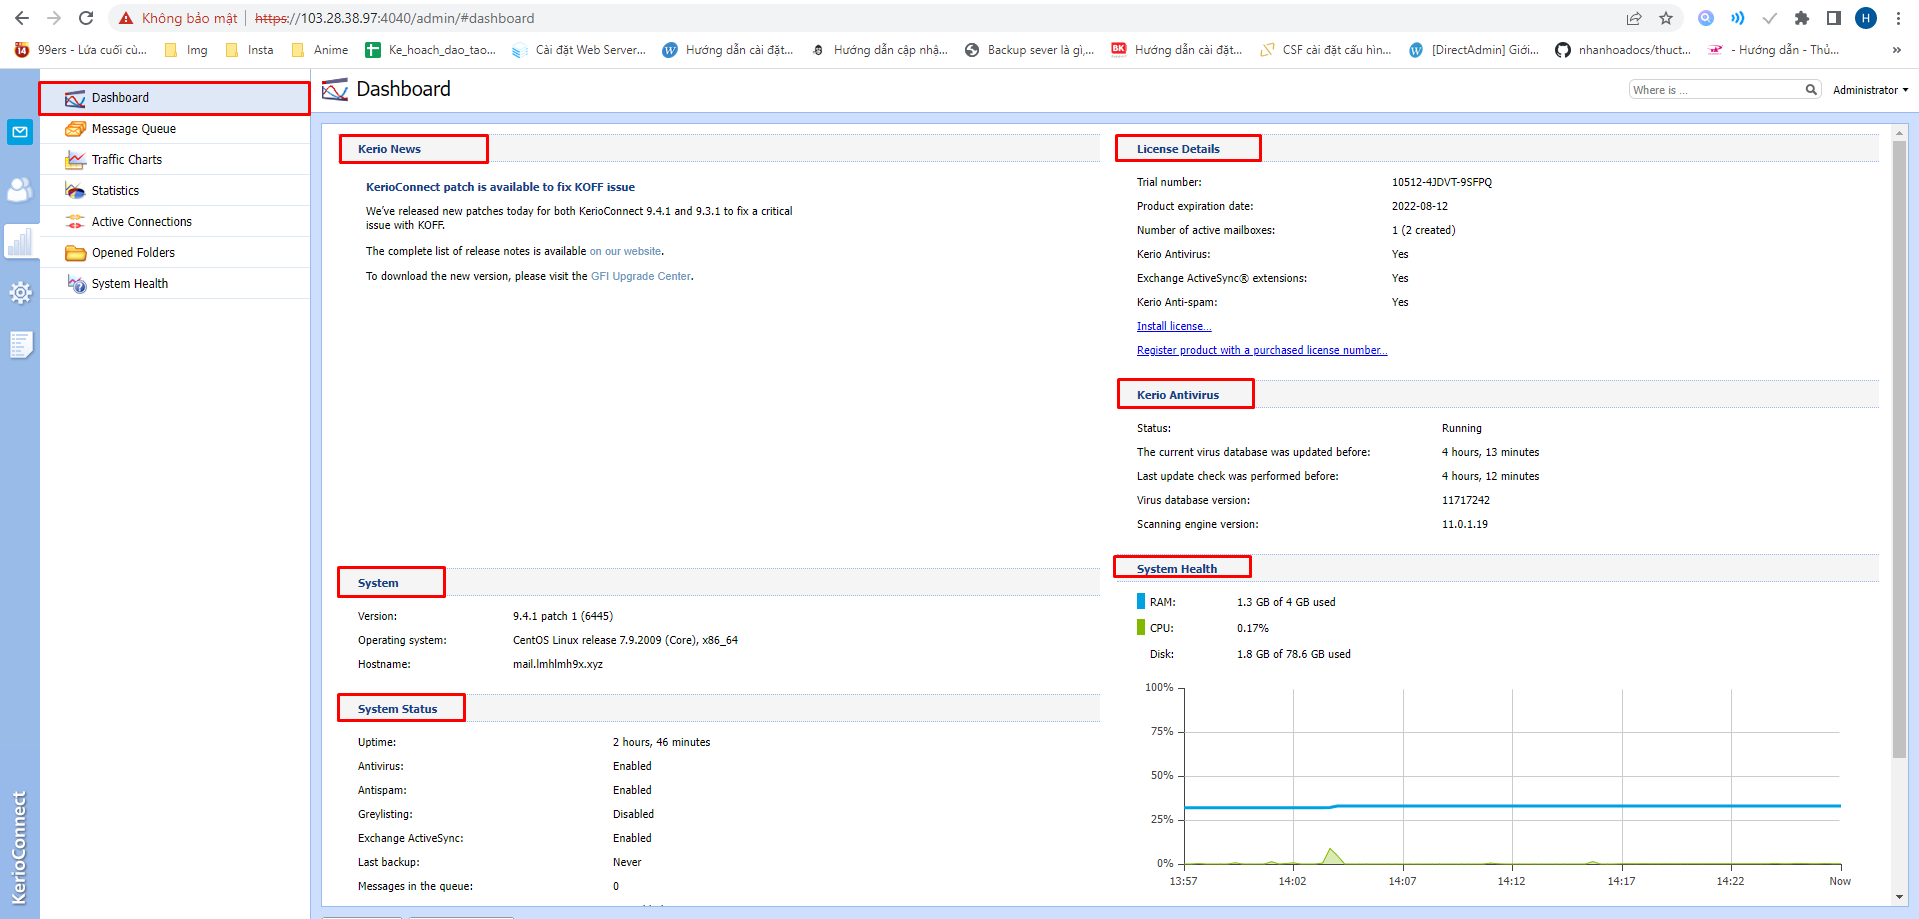 Không bảo mật | https://103.28.38.97:4040/admin/#dashboard
H
99ers - Lứa cuối cù...
Img
Insta
Anime
Ke_hoach_dao_tao...
Cài đặt Web Server...
Hướng dẫn cài đặt...
Hướng dẫn cập nhậ...
Backup sever là gì,...
Hướng dẫn cài đặt...
CSF cài đặt cấu hìn...
[DirectAdmin] Giới...
nhanhoadocs/thuct...
- Hướng dẫn - Thủ...
»
Dashboard
Message Queue
Traffic Charts
Statistics
Active Connections
Opened Folders
System Health
KerioConnect
Dashboard
Where is ...
Administrator
Kerio News
KerioConnect patch is available to fix KOFF issue
We've released new patches today for both KerioConnect 9.4.1 and 9.3.1 to fix a critical
issue with KOFF.
The complete list of release notes is available on our website.
To download the new version, please visit the GFI Upgrade Center.
System
Version: 9.4.1 patch 1 (6445)
Operating system: CentOS Linux release 7.9.2009 (Core), x86_64
Hostname: mail.lmhlmh9x.xyz
System Status
Uptime: 2 hours, 46 minutes
Antivirus: Enabled
Antispam: Enabled
Greylisting: Disabled
Exchange ActiveSync: Enabled
Last backup: Never
Messages in the queue: 0
License Details
Trial number: 10512-4JDVT-9SFPQ
Product expiration date: 2022-08-12
Number of active mailboxes: 1 (2 created)
Kerio Antivirus: Yes
Exchange ActiveSync® extensions: Yes
Kerio Anti-spam: Yes
Install license...
Register product with a purchased license number...
Kerio Antivirus
Status: Running
The current virus database was updated before: 4 hours, 13 minutes
Last update check was performed before: 4 hours, 12 minutes
Virus database version: 11717242
Scanning engine version: 11.0.1.19
System Health
RAM: 1.3 GB of 4 GB used
CPU: 0.17%
Disk: 1.8 GB of 78.6 GB used
100%
75%
50%
25%
0%
13:57 14:02 14:07 14:12 14:17 14:22 Now